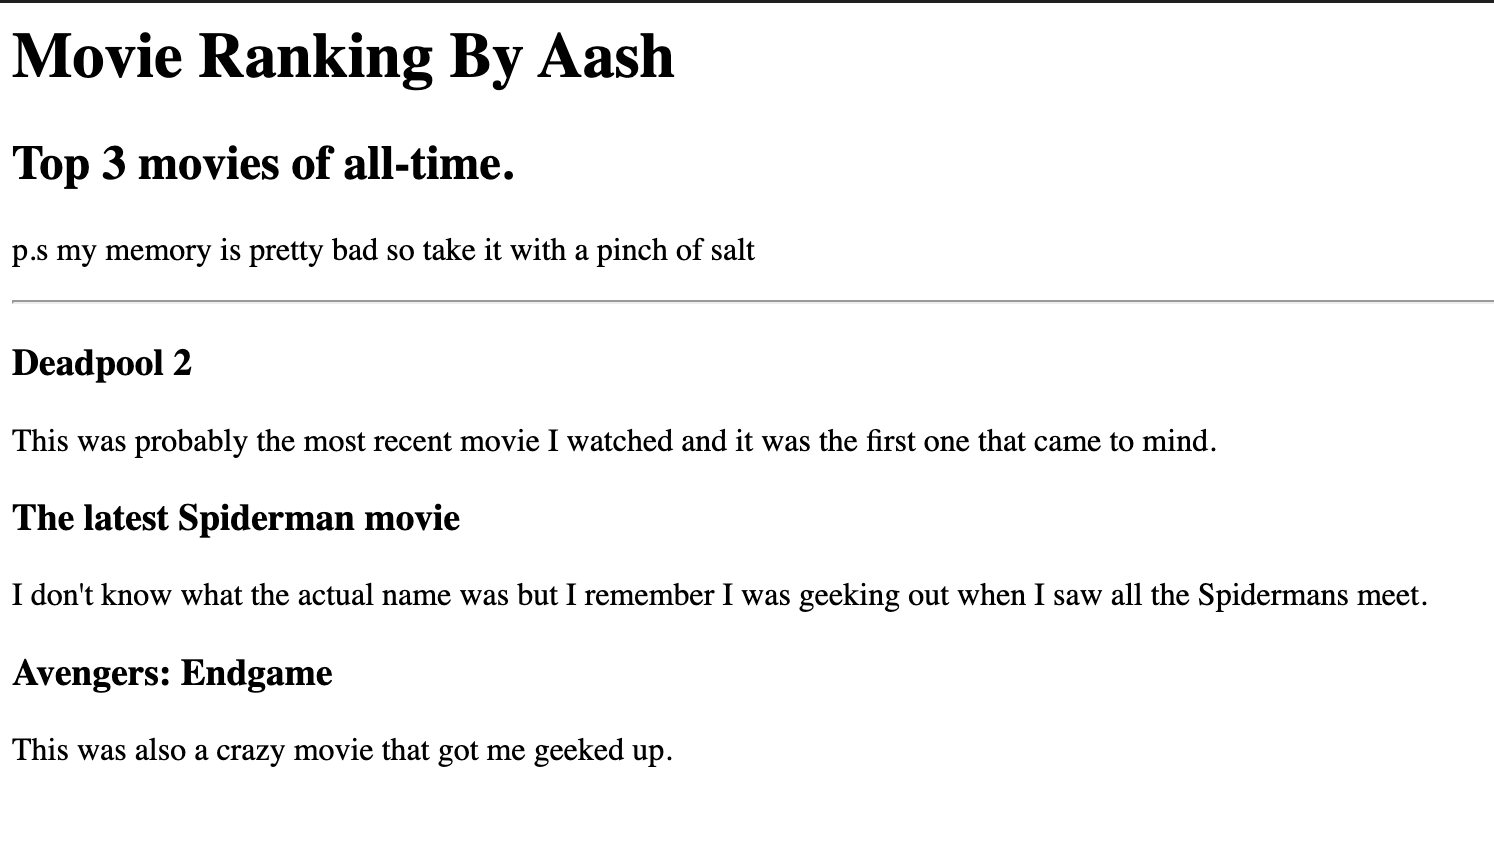 Movie Ranking By Aash
Top 3 movies of all-time.
p.s my memory is pretty bad so take it with a pinch of salt
Deadpool 2
This was probably the most recent movie I watched and it was the first one that came to mind.
The latest Spiderman movie
I don't know what the actual name was but I remember I was geeking out when I saw all the Spidermans meet.
Avengers: Endgame
This was also a crazy movie that got me geeked up.